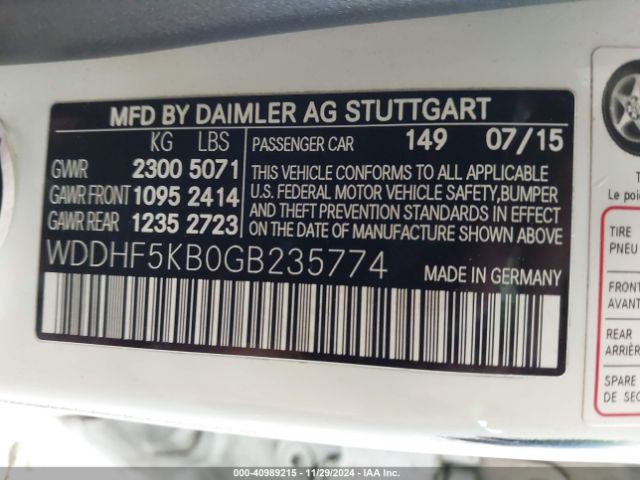 MFD BY DAIMLER AG STUTTGART
KG LBS PASSENGER CAR 149 07/15
GVWR 2300 5071
GAWR FRONT 1095 2414
GAWR REAR 1235 2723
THIS VEHICLE CONFORMS TO ALL APPLICABLE
U.S. FEDERAL MOTOR VEHICLE SAFETY,BUMPER
AND THEFT PREVENTION STANDARDS IN EFFECT
ON THE DATE OF MANUFACTURE SHOWN ABOVE.
WDDHF5KB0GB235774 MADE IN GERMANY
Le poi
TIRE
PNEU
FRONT
AVANT
REAR
ARRIÈR
SPARE
DE SEC
000-40989215 - 11/29/2024 - IAA Inc.